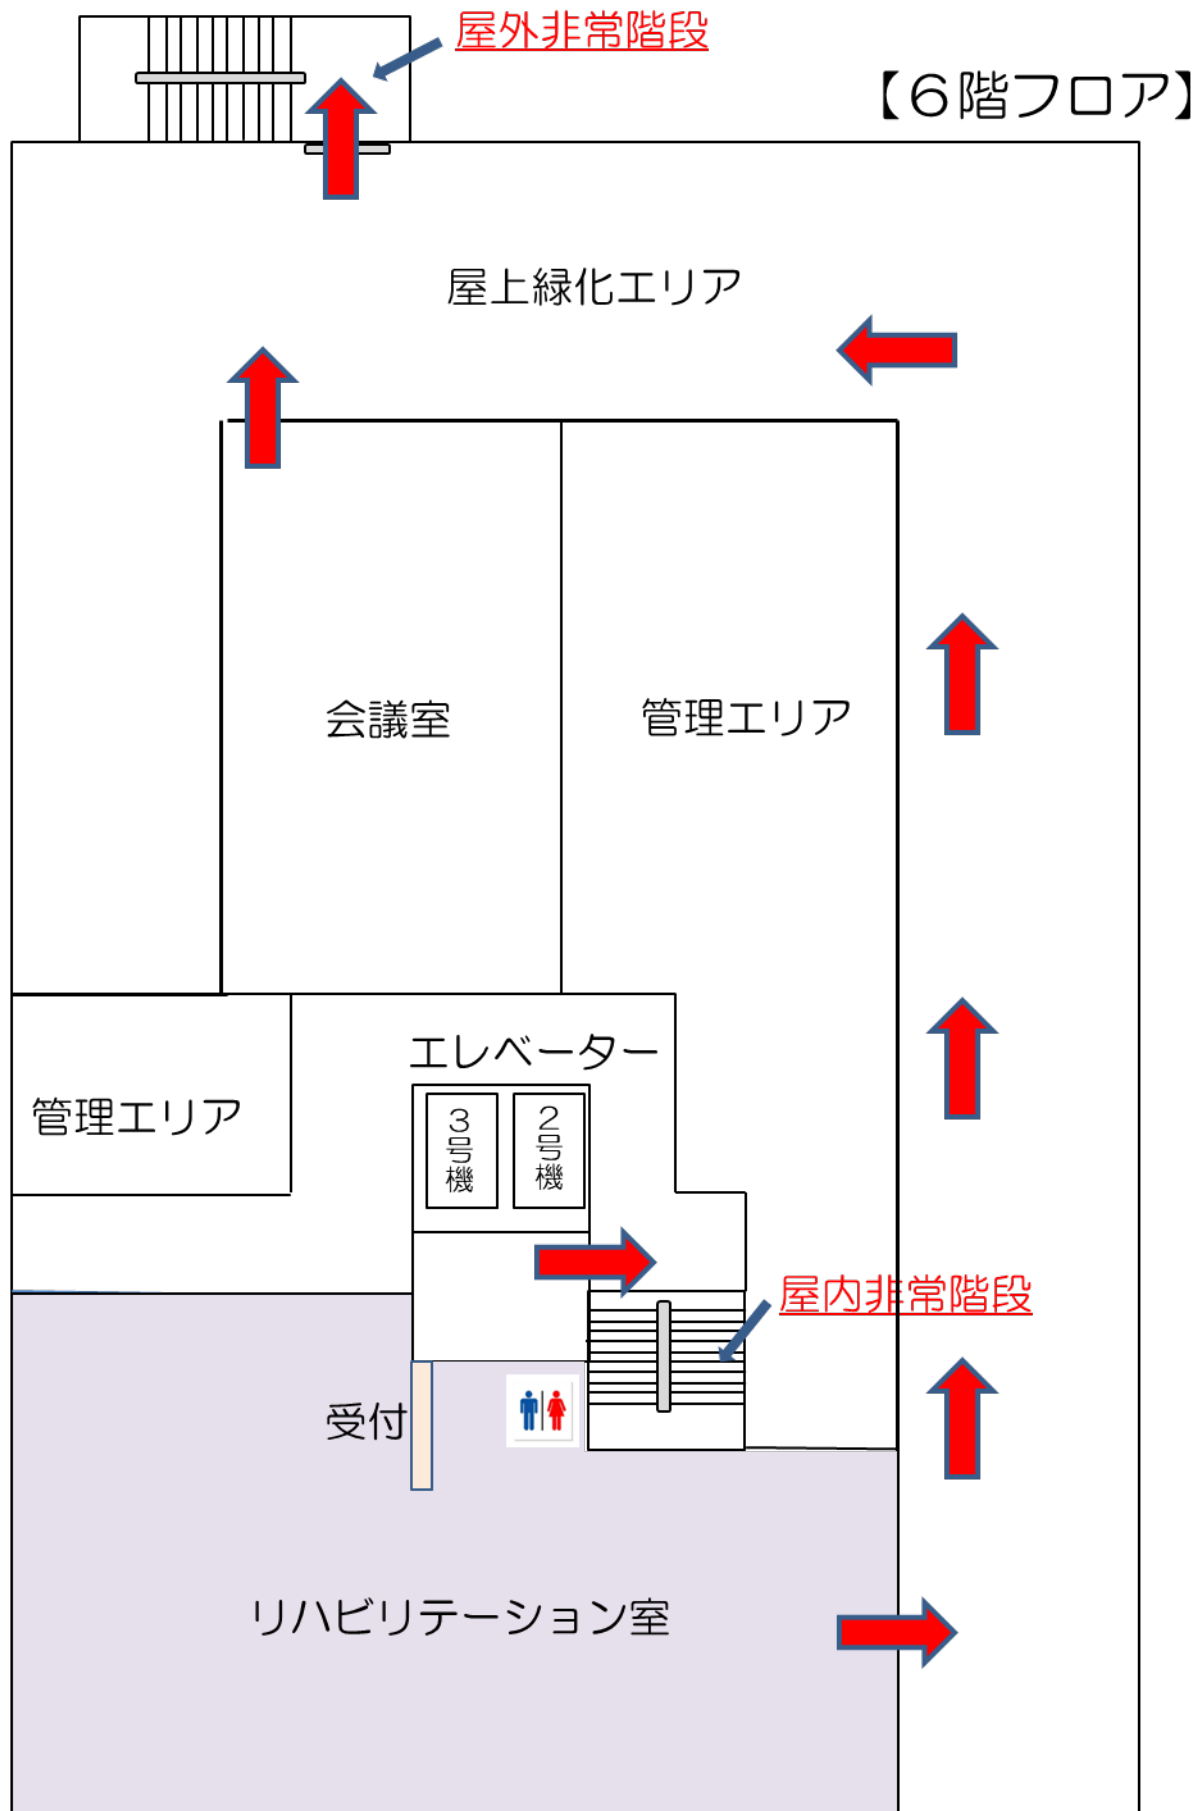 屋外非常階段
【６階フロア】
屋上緑化エリア
会議室
管理エリア
エレベーター
管理エリア
３号機
２号機
屋内非常階段
受付
リハビリテーション室